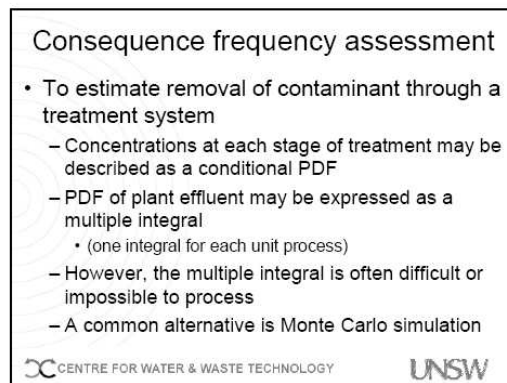 Consequence frequency assessment
• To estimate removal of contaminant through a
treatment system
– Concentrations at each stage of treatment may be
described as a conditional PDF
– PDF of plant effluent may be expressed as a
multiple integral
• (one integral for each unit process)
– However, the multiple integral is often difficult or
impossible to process
– A common alternative is Monte Carlo simulation
CENTRE FOR WATER & WASTE TECHNOLOGY
UNSW